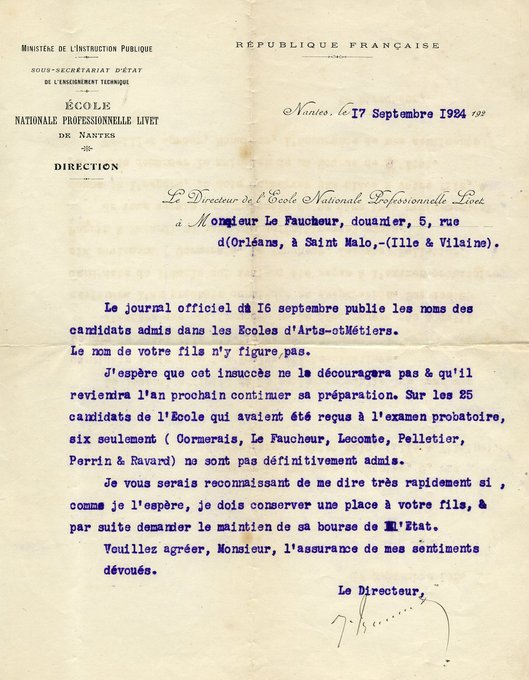 MINISTÈRE DE L'INSTRUCTION PUBLIQUE
SOUS-SECRÉTARIAT D'ÉTAT
DE L'ENSEIGNEMENT TECHNIQUE
ÉCOLE
NATIONALE PROFESSIONNELLE LIVET
DE NANTES
DIRECTION
RÉPUBLIQUE FRANÇAISE
Nantes, le 17 Septembre 1924 192
Le Directeur de l'Ecole Nationale Professionnelle Livet
à Monsieur Le Faucheur, douanier, 5, rue
d(Orléans, à Saint Malo,-(Ille & Vilaine).
Le journal officiel du 16 septembre publie les noms des
candidats admis dans les Ecoles d'Arts-etMétiers.
Le nom de votre fils n'y figure pas.
J'espère que cet insuccès ne le découragera pas & qu'il
reviendra l'an prochain continuer sa préparation. Sur les 25
candidats de l'Ecole qui avaient été reçus à l'examen probatoire,
six seulement ( Cormerais, Le Faucheur, Lecomte, Pelletier,
Perrin & Ravard) ne sont pas définitivement admis.
Je vous serais reconnaissant de me dire très rapidement si ,
comme je l'espère, je dois conserver une place à votre fils, &
par suite demander le maintien de sa bourse de l'Etat.
Veuillez agréer, Monsieur, l'assurance de mes sentiments
dévoués.
Le Directeur,